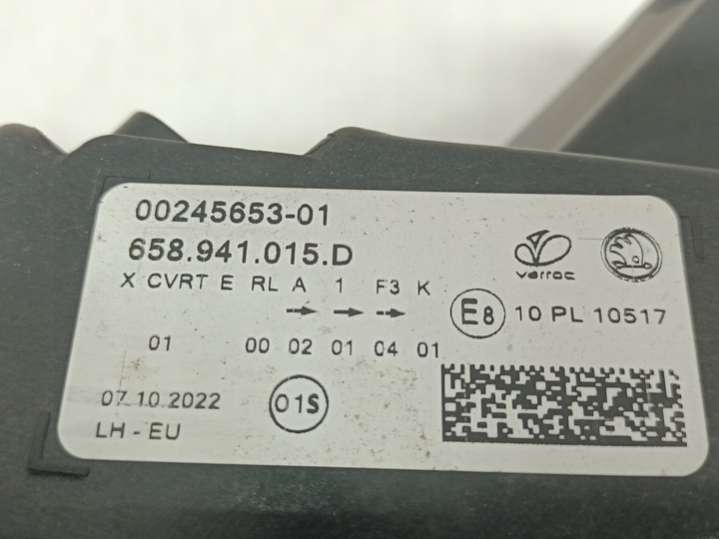 00245653-01
658.941.015.D
varroc
X CVRT E RL A 1 F3 K
E8 10 PL 10517
01 00 02 01 04 01
07.10.2022
01S
LH - EU